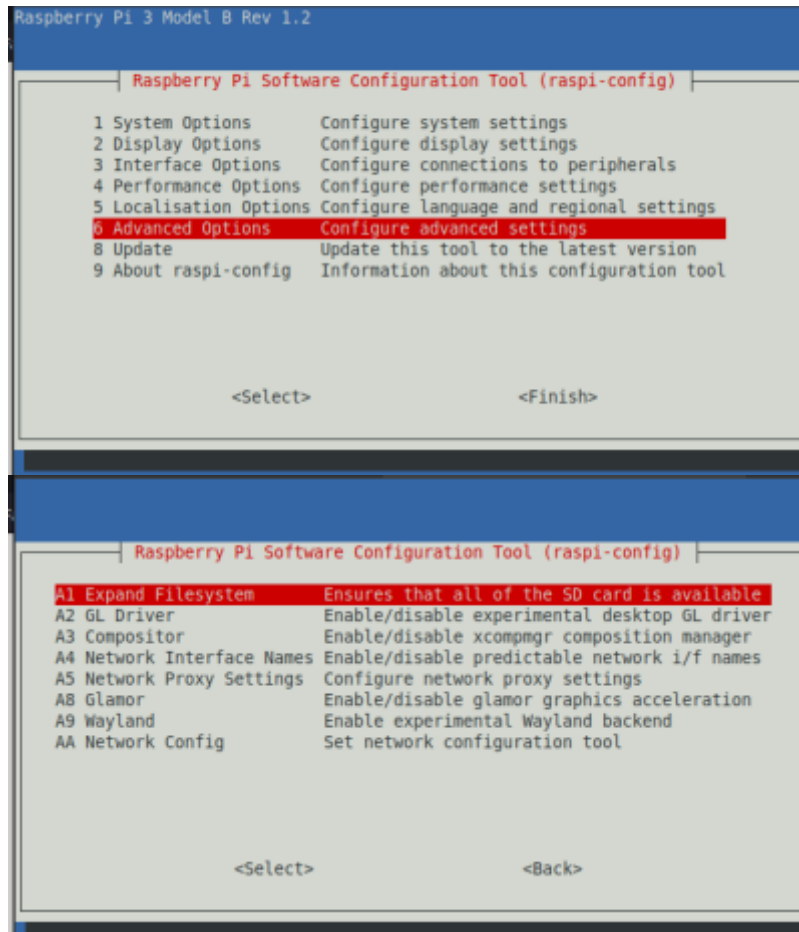 Raspberry Pi 3 Model B Rev 1.2
Raspberry Pi Software Configuration Tool (raspi-config)
1 System Options Configure system settings
2 Display Options Configure display settings
3 Interface Options Configure connections to peripherals
4 Performance Options Configure performance settings
5 Localisation Options Configure language and regional settings
6 Advanced Options Configure advanced settings
8 Update Update this tool to the latest version
9 About raspi-config Information about this configuration tool
<Select> <Finish>
Raspberry Pi Software Configuration Tool (raspi-config)
A1 Expand Filesystem Ensures that all of the SD card is available
A2 GL Driver Enable/disable experimental desktop GL driver
A3 Compositor Enable/disable xcompmgr composition manager
A4 Network Interface Names Enable/disable predictable network i/f names
A5 Network Proxy Settings Configure network proxy settings
A8 Glamor Enable/disable glamor graphics acceleration
A9 Wayland Enable experimental Wayland backend
AA Network Config Set network configuration tool
<Select> <Back>